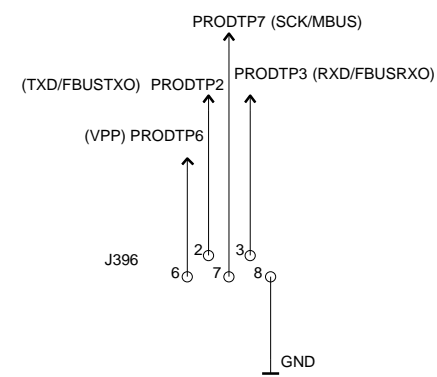 PRODTP7 (SCK/MBUS)
(TXD/FBUSTXO) PRODTP2
PRODTP3 (RXD/FBUSRXO)
(VPP) PRODTP6
2 3
J396
6 7 8
GND